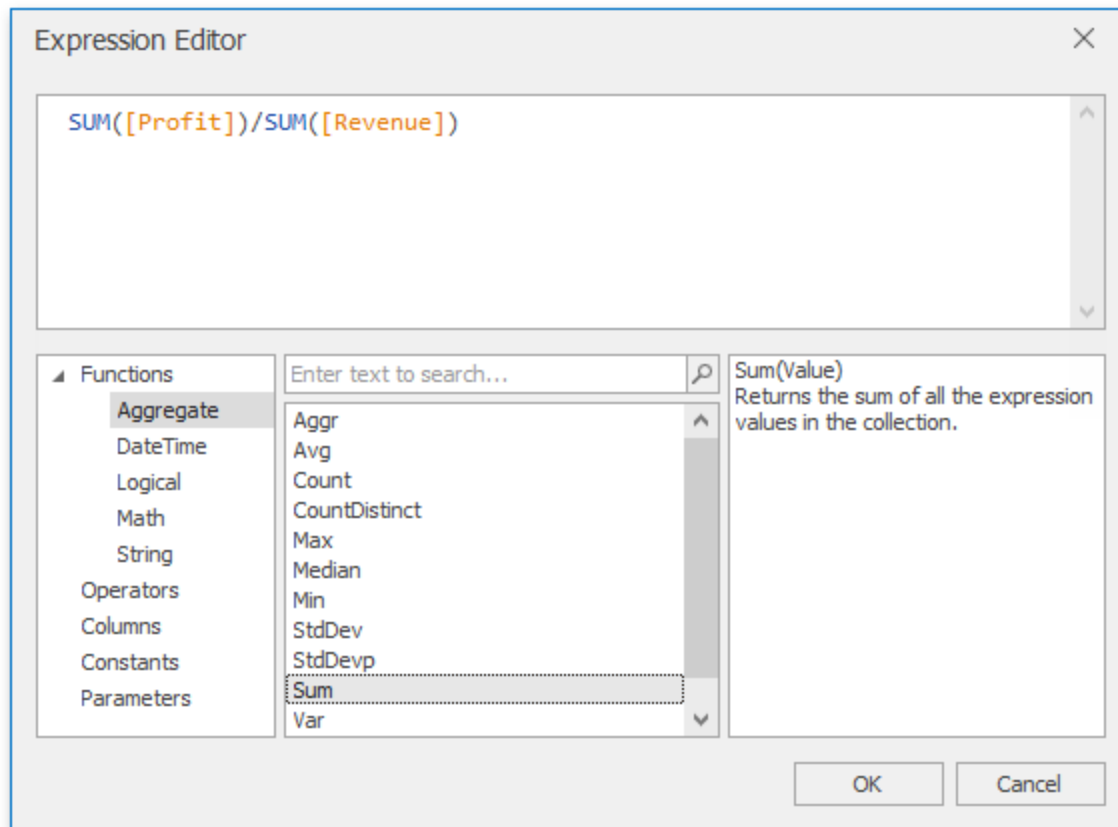 Expression Editor
SUM([Profit])/SUM([Revenue])
Functions
Aggregate
DateTime
Logical
Math
String
Operators
Columns
Constants
Parameters
Enter text to search...
Aggr
Avg
Count
CountDistinct
Max
Median
Min
StdDev
StdDevp
Sum
Var
Sum(Value)
Returns the sum of all the expression
values in the collection.
OK
Cancel